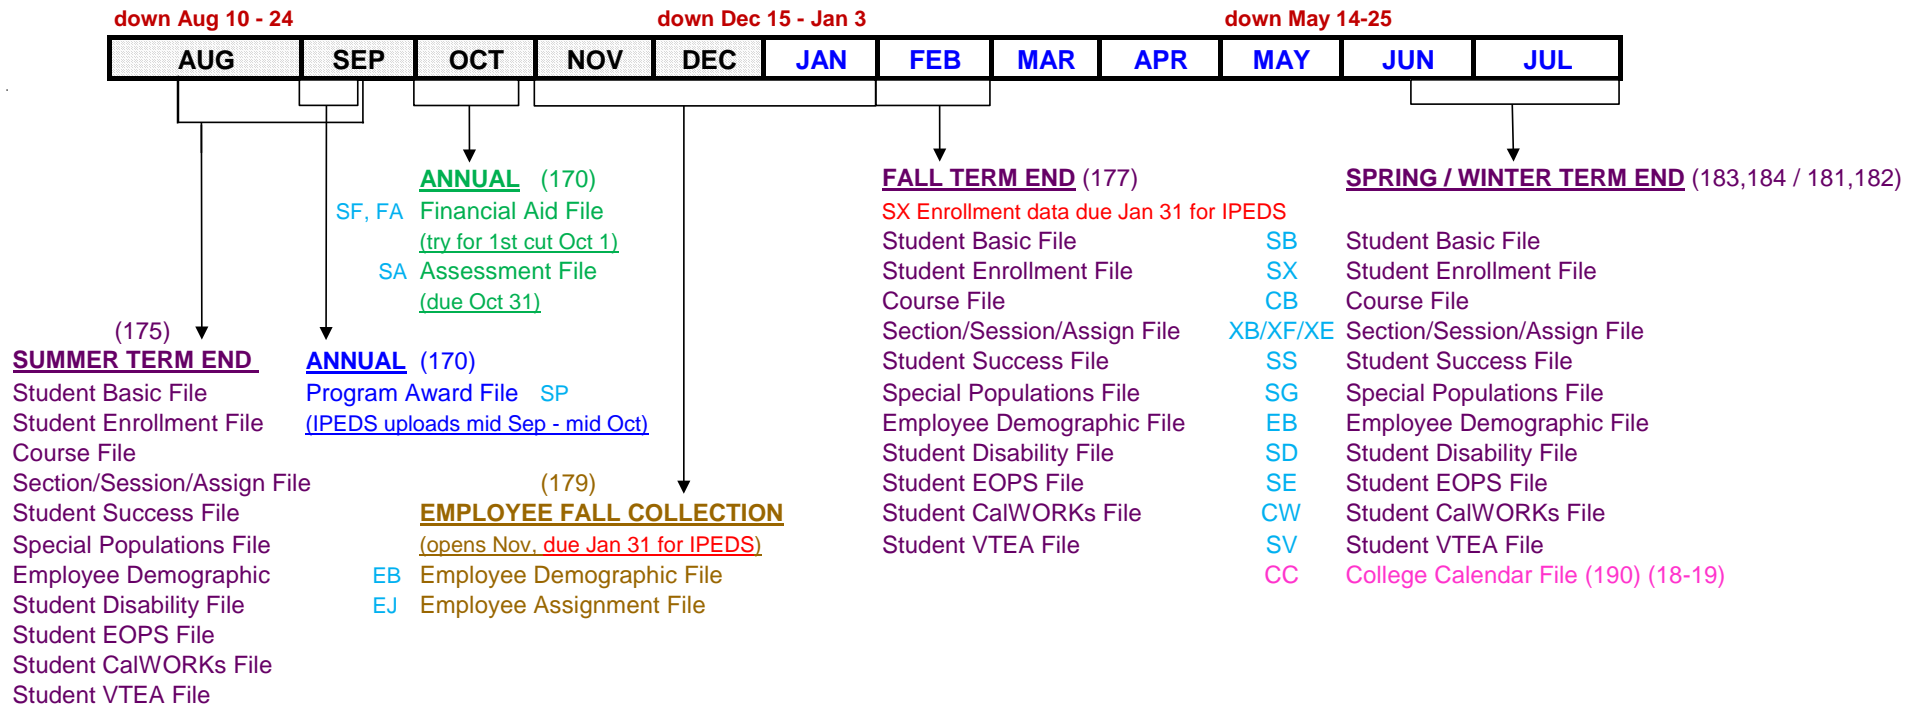 down Aug 10 - 24
down Dec 15 - Jan 3
down May 14-25
AUG SEP OCT NOV DEC JAN FEB MAR APR MAY JUN JUL
(175)
SUMMER TERM END
Student Basic File
Student Enrollment File
Course File
Section/Session/Assign File
Student Success File
Special Populations File
Employee Demographic
Student Disability File
Student EOPS File
Student CalWORKs File
Student VTEA File
ANNUAL (170)
Program Award File SP
(IPEDS uploads mid Sep - mid Oct)
ANNUAL (170)
SF, FA Financial Aid File
(try for 1st cut Oct 1)
SA Assessment File
(due Oct 31)
(179)
EMPLOYEE FALL COLLECTION
(opens Nov, due Jan 31 for IPEDS)
EB Employee Demographic File
EJ Employee Assignment File
FALL TERM END (177)
SX Enrollment data due Jan 31 for IPEDS
Student Basic File
Student Enrollment File
Course File
Section/Session/Assign File
Student Success File
Special Populations File
Employee Demographic File
Student Disability File
Student EOPS File
Student CalWORKs File
Student VTEA File
SB
SX
CB
XB/XF/XE
SS
SG
EB
SD
SE
CW
SV
CC
SPRING / WINTER TERM END (183,184 / 181,182)
Student Basic File
Student Enrollment File
Course File
Section/Session/Assign File
Student Success File
Special Populations File
Employee Demographic File
Student Disability File
Student EOPS File
Student CalWORKs File
Student VTEA File
College Calendar File (190) (18-19)